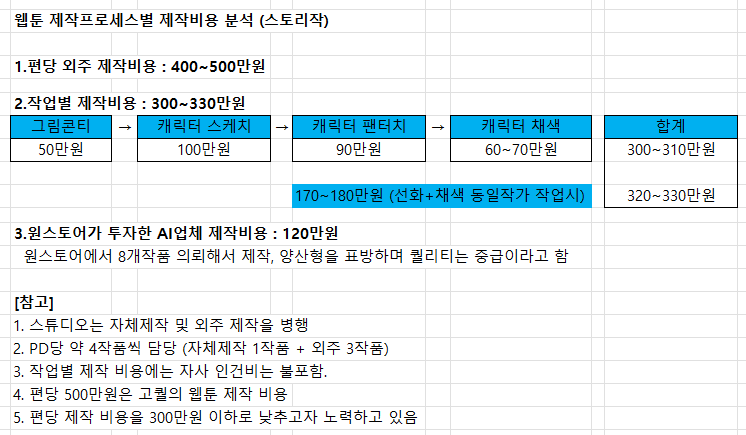 웹툰 제작프로세스별 제작비용 분석 (스토리작)
1.편당 외주 제작비용 : 400~500만원
2.작업별 제작비용 : 300~330만원
그림콘티 → 캐릭터 스케치 → 캐릭터 팬터치 → 캐릭터 채색 합계
50만원 100만원 90만원 60~70만원 300~310만원
170~180만원 (선화+채색 동일작가 작업시) 320~330만원
3.원스토어가 투자한 AI업체 제작비용 : 120만원
원스토어에서 8개작품 의뢰해서 제작, 양산형을 표방하며 퀄리티는 중급이라고 함
[참고]
1. 스튜디오는 자체제작 및 외주 제작을 병행
2. PD당 약 4작품씩 담당 (자체제작 1작품 + 외주 3작품)
3. 작업별 제작 비용에는 자사 인건비는 불포함.
4. 편당 500만원은 고퀄의 웹툰 제작 비용
5. 편당 제작 비용을 300만원 이하로 낮추고자 노력하고 있음